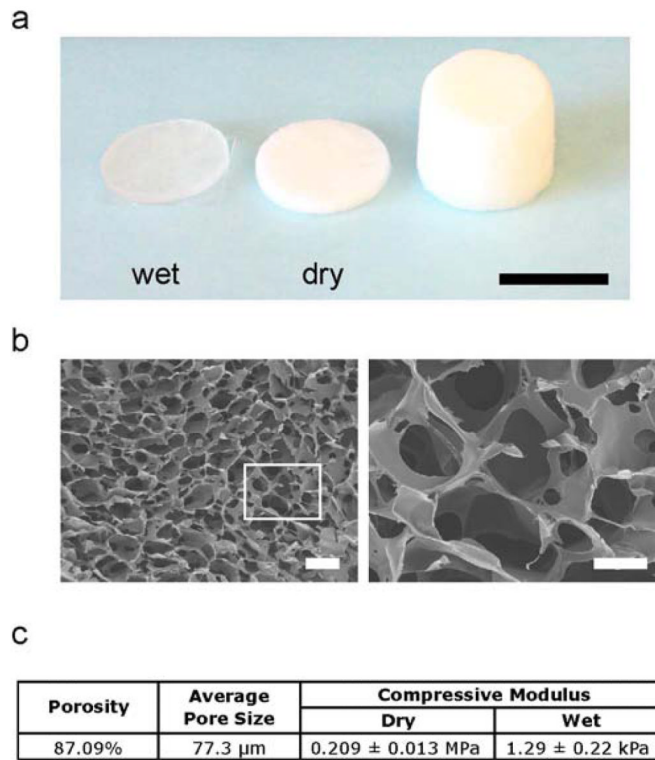 a
wet dry
b
c
Porosity Average Pore Size Compressive Modulus
Dry Wet
87.09% 77.3 µm 0.209 ± 0.013 MPa 1.29 ± 0.22 kPa